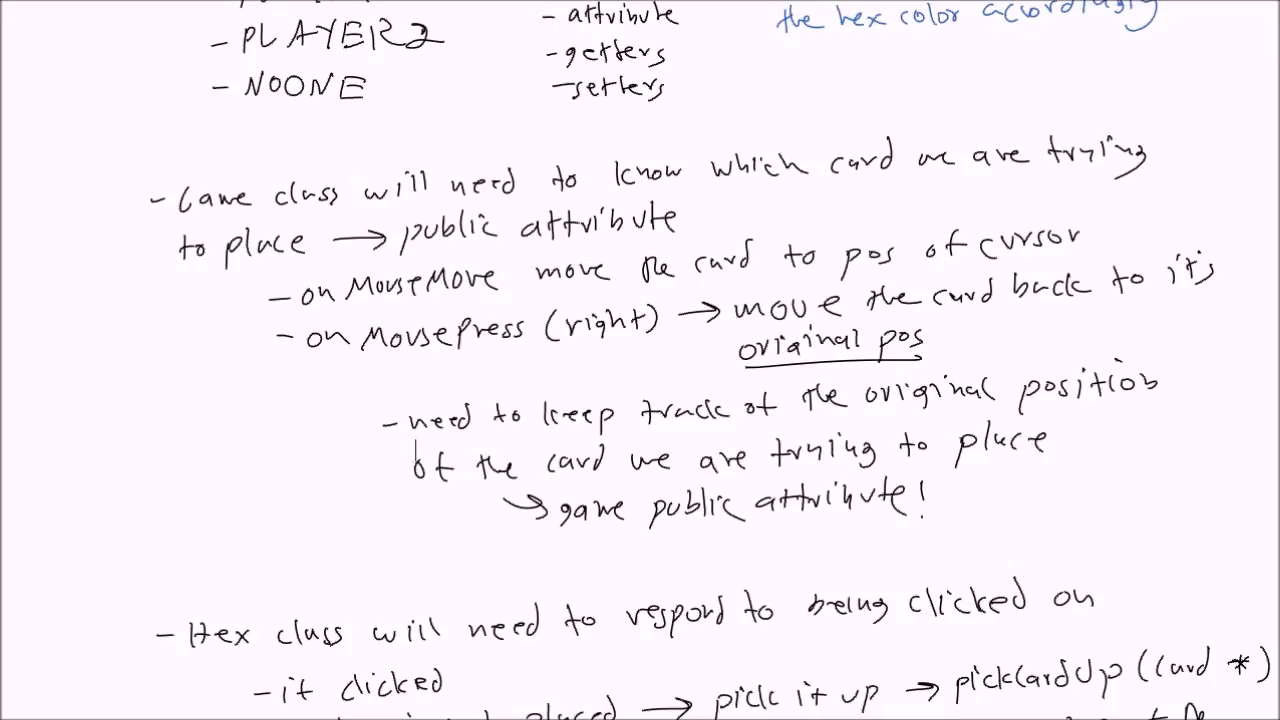 - PLAYER2
- NOONE
- attribute
- getters
- setters
the hex color accordingly
- Game class will need to know which card we are trying
to place → public attribute
- on MouseMove move the card to pos of cursor
- on MousePress (right) → move the card back to it's
original pos
- need to keep track of the original position
of the card we are trying to place
↳ game public attribute!
- Hex class will need to respond to being clicked on
- if clicked
placed → pick it up → pickCardUp (Card *)